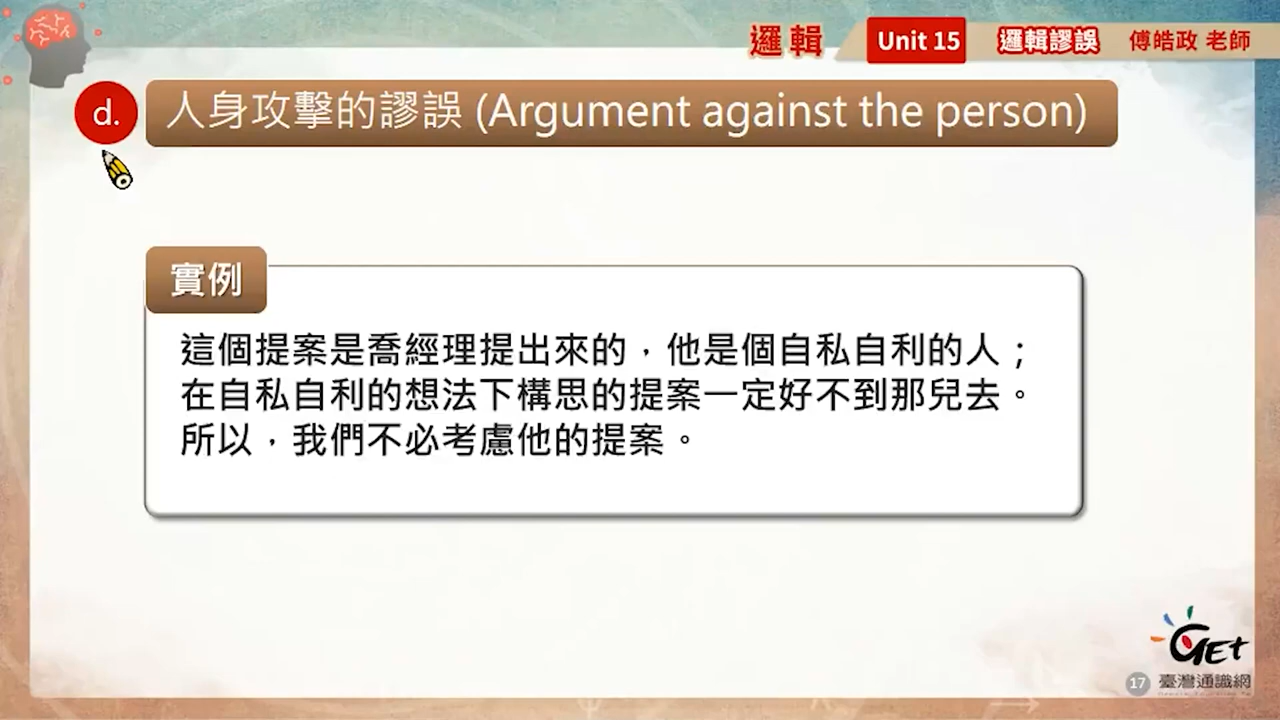 邏輯 Unit 15 邏輯謬誤 傅皓政 老師
d. 人身攻擊的謬誤 (Argument against the person)
實例
這個提案是喬經理提出來的，他是個自私自利的人；
在自私自利的想法下構思的提案一定好不到那兒去。
所以，我們不必考慮他的提案。
GET
17 臺灣通識網